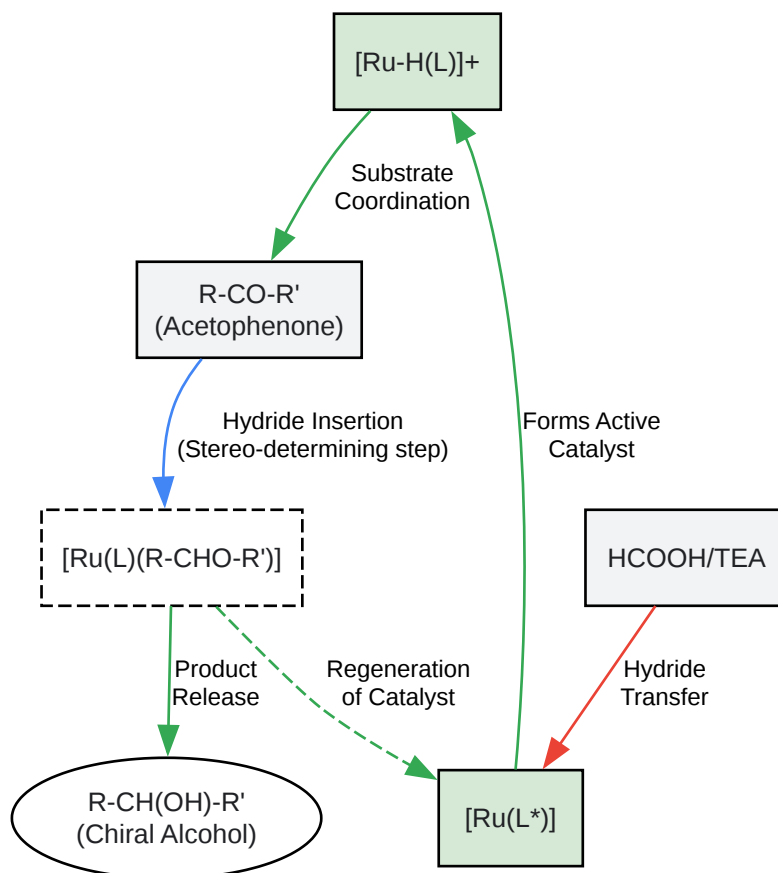 [Ru-H(L)]+
Substrate
Coordination
R-CO-R'
(Acetophenone)
Hydride Insertion
(Stereo-determining step)
Forms Active
Catalyst
[Ru(L)(R-CHO-R')]
HCOOH/TEA
Product
Release
Regeneration
of Catalyst
Hydride
Transfer
R-CH(OH)-R'
(Chiral Alcohol)
[Ru(L*)]